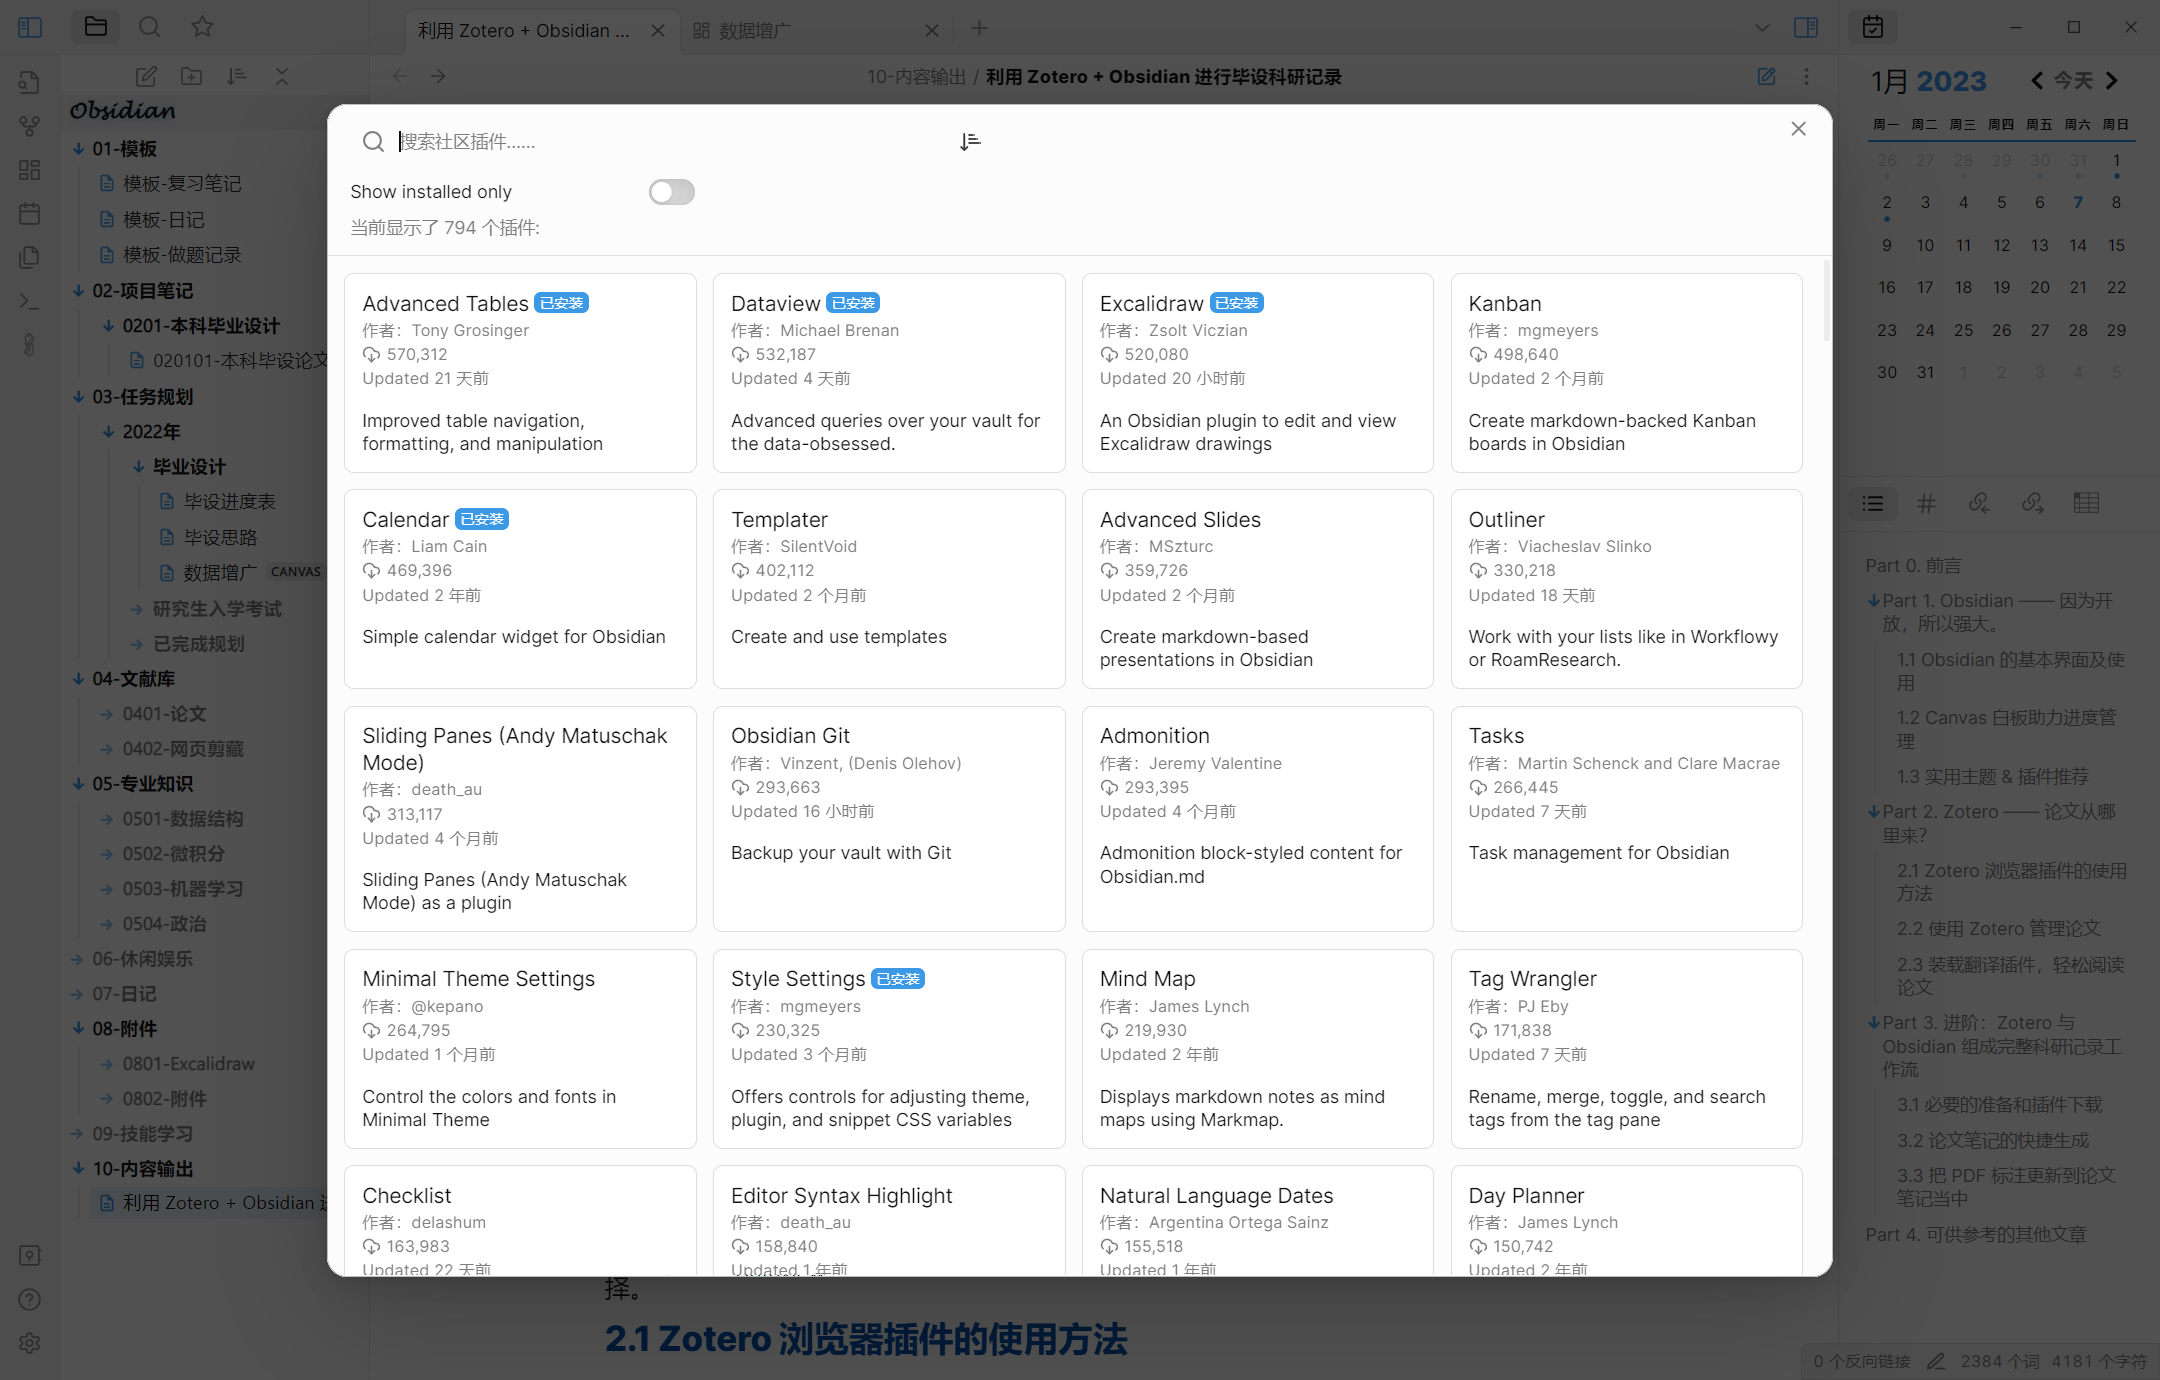 利用 Zotero + Obsidian ...
数据增广
10-内容输出 / 利用 Zotero + Obsidian 进行毕设科研记录
Obsidian
01-模板
模板-复习笔记
模板-日记
模板-做题记录
02-项目笔记
0201-本科毕业设计
020101-本科毕设论文
03-任务规划
2022年
毕业设计
毕设进度表
毕设思路
数据增广 CANVAS
研究生入学考试
已完成规划
04-文献库
0401-论文
0402-网页剪藏
05-专业知识
0501-数据结构
0502-微积分
0503-机器学习
0504-政治
06-休闲娱乐
07-日记
08-附件
0801-Excalidraw
0802-附件
09-技能学习
10-内容输出
利用 Zotero + Obsidian
搜索社区插件......
Show installed only
当前显示了 794 个插件:
Advanced Tables 已安装
作者：Tony Grosinger
570,312
Updated 21 天前
Improved table navigation,
formatting, and manipulation
Dataview 已安装
作者：Michael Brenan
532,187
Updated 4 天前
Advanced queries over your vault for
the data-obsessed.
Excalidraw 已安装
作者：Zsolt Viczian
520,080
Updated 20 小时前
An Obsidian plugin to edit and view
Excalidraw drawings
Kanban
作者：mgmeyers
498,640
Updated 2 个月前
Create markdown-backed Kanban
boards in Obsidian
Calendar 已安装
作者：Liam Cain
469,396
Updated 2 年前
Simple calendar widget for Obsidian
Templater
作者：SilentVoid
402,112
Updated 2 个月前
Create and use templates
Advanced Slides
作者：MSzturc
359,726
Updated 2 个月前
Create markdown-based
presentations in Obsidian
Outliner
作者：Viacheslav Slinko
330,218
Updated 18 天前
Work with your lists like in Workflowy
or RoamResearch.
Sliding Panes (Andy Matuschak
Mode)
作者：death_au
313,117
Updated 4 个月前
Sliding Panes (Andy Matuschak
Mode) as a plugin
Obsidian Git
作者：Vinzent, (Denis Olehov)
293,663
Updated 16 小时前
Backup your vault with Git
Admonition
作者：Jeremy Valentine
293,395
Updated 4 个月前
Admonition block-styled content for
Obsidian.md
Tasks
作者：Martin Schenck and Clare Macrae
266,445
Updated 7 天前
Task management for Obsidian
Minimal Theme Settings
作者：@kepano
264,795
Updated 1 个月前
Control the colors and fonts in
Minimal Theme
Style Settings 已安装
作者：mgmeyers
230,325
Updated 3 个月前
Offers controls for adjusting theme,
plugin, and snippet CSS variables
Mind Map
作者：James Lynch
219,930
Updated 2 年前
Displays markdown notes as mind
maps using Markmap.
Tag Wrangler
作者：PJ Eby
171,838
Updated 7 天前
Rename, merge, toggle, and search
tags from the tag pane
Checklist
作者：delashum
163,983
Updated 22 天前
Editor Syntax Highlight
作者：death_au
158,840
Updated 1 年前
Natural Language Dates
作者：Argentina Ortega Sainz
155,518
Updated 1 年前
Day Planner
作者：James Lynch
150,742
Updated 2 年前
择。
2.1 Zotero 浏览器插件的使用方法
1月 2023
今天
周一 周二 周三 周四 周五 周六 周日
26 27 28 29 30 31 1
2 3 4 5 6 7 8
9 10 11 12 13 14 15
16 17 18 19 20 21 22
23 24 25 26 27 28 29
30 31 1 2 3 4 5
Part 0. 前言
Part 1. Obsidian —— 因为开
放，所以强大。
1.1 Obsidian 的基本界面及使
用
1.2 Canvas 白板助力进度管
理
1.3 实用主题 & 插件推荐
Part 2. Zotero —— 论文从哪
里来？
2.1 Zotero 浏览器插件的使用
方法
2.2 使用 Zotero 管理论文
2.3 装载翻译插件，轻松阅读
论文
Part 3. 进阶：Zotero 与
Obsidian 组成完整科研记录工
作流
3.1 必要的准备和插件下载
3.2 论文笔记的快捷生成
3.3 把 PDF 标注更新到论文
笔记当中
Part 4. 可供参考的其他文章
0 个反向链接 2384 个词 4181 个字符